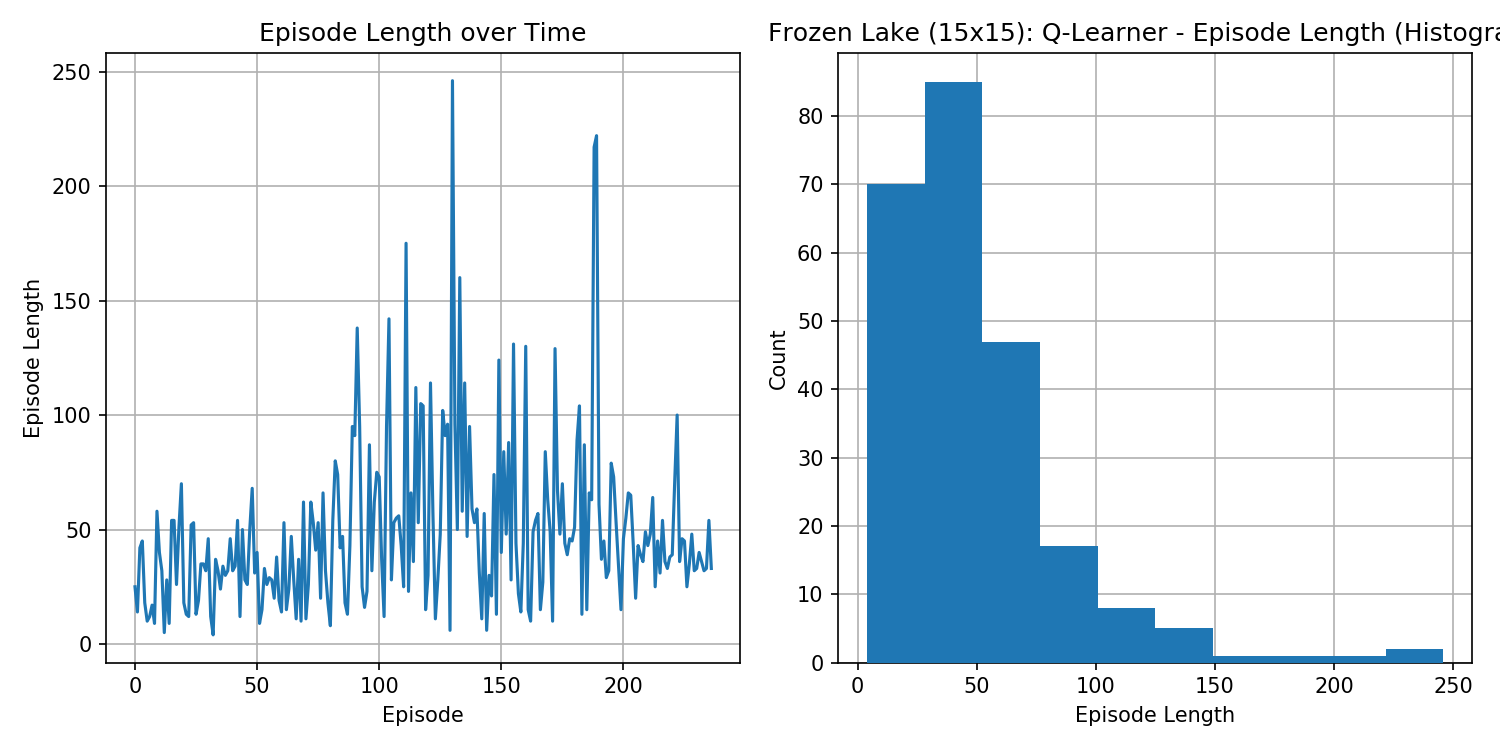 Episode Length over Time
250
200
150
100
50
0
Episode Length
0 50 100 150 200
Episode
Frozen Lake (15x15): Q-Learner - Episode Length (Histogra
80
70
60
50
40
30
20
10
0
Count
0 50 100 150 200 250
Episode Length